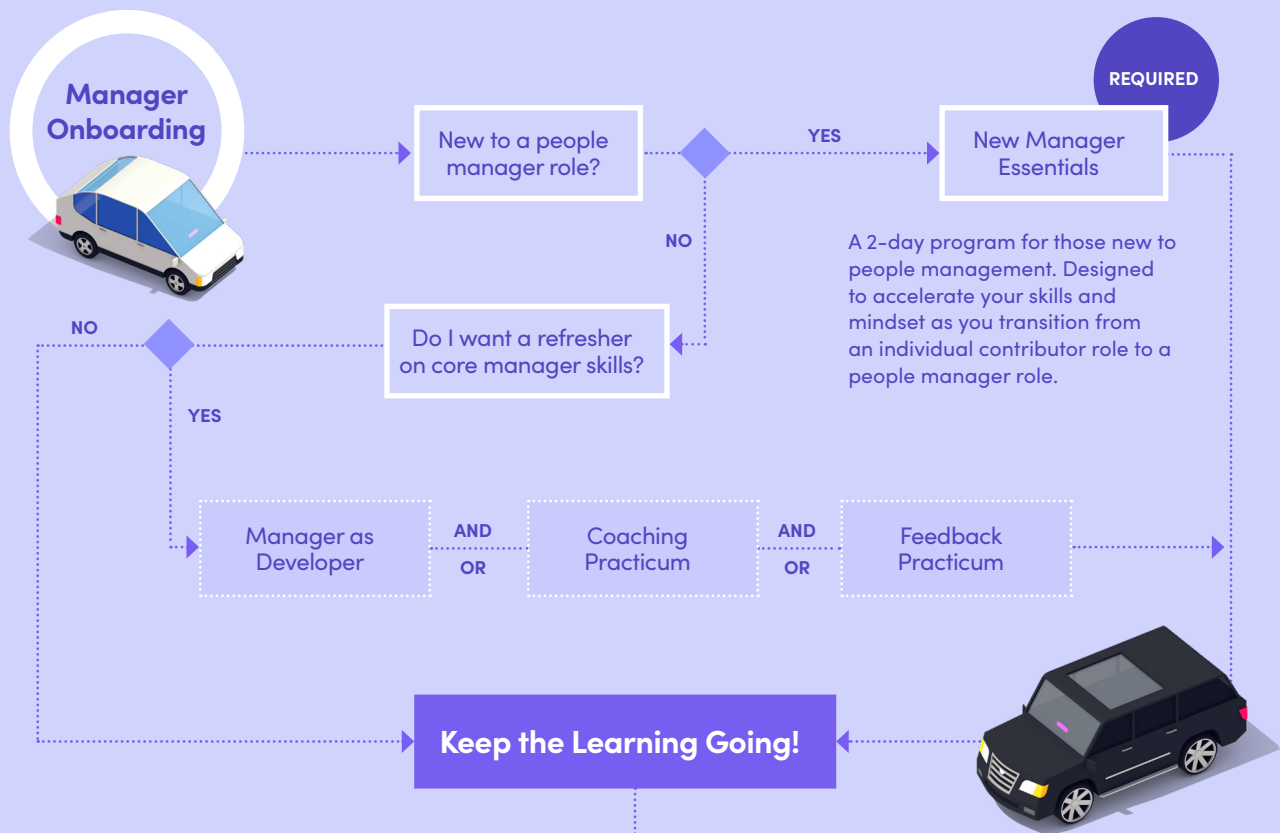 Manager
Onboarding
New to a people
manager role?
YES
REQUIRED
New Manager
Essentials
NO
A 2-day program for those new to
people management. Designed
to accelerate your skills and
mindset as you transition from
an individual contributor role to a
people manager role.
Do I want a refresher
on core manager skills?
NO
YES
Manager as
Developer
AND
OR
Coaching
Practicum
AND
OR
Feedback
Practicum
Keep the Learning Going!